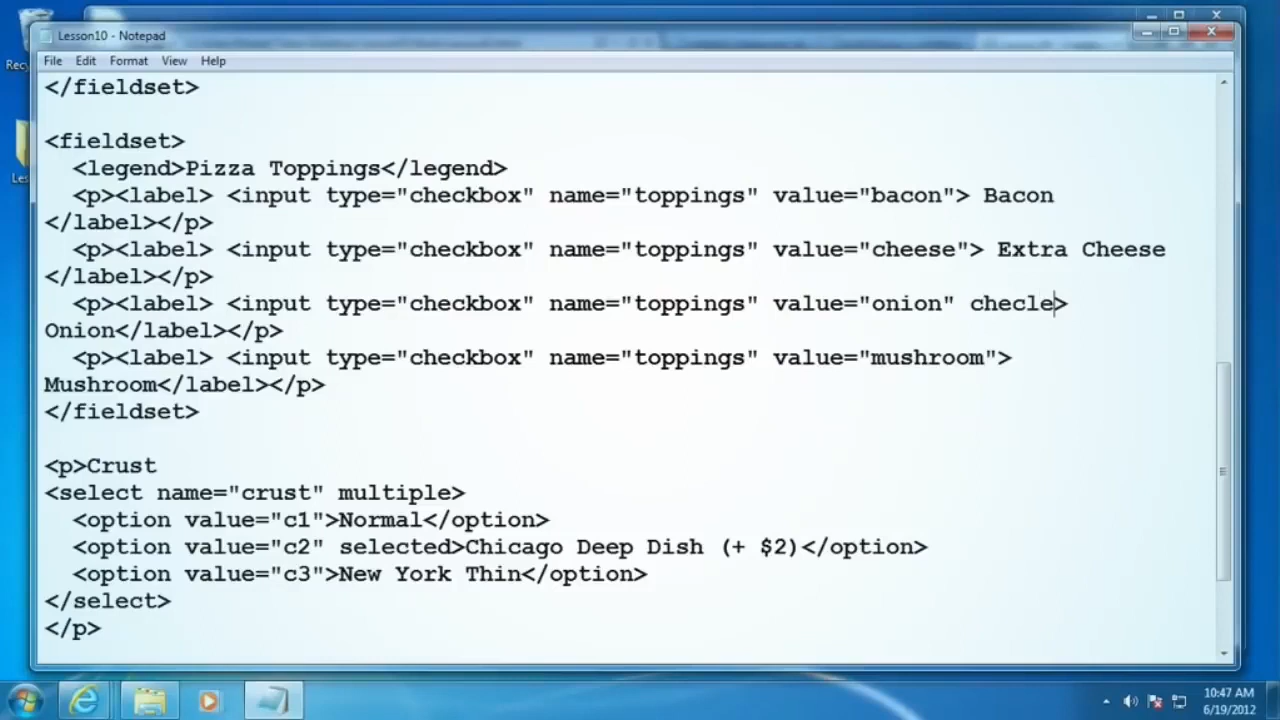 Lesson10 - Notepad
File Edit Format View Help
</fieldset>
<fieldset>
<legend>Pizza Toppings</legend>
<p><label> <input type="checkbox" name="toppings" value="bacon"> Bacon
</label></p>
<p><label> <input type="checkbox" name="toppings" value="cheese"> Extra Cheese
</label></p>
<p><label> <input type="checkbox" name="toppings" value="onion" checle>
Onion</label></p>
<p><label> <input type="checkbox" name="toppings" value="mushroom">
Mushroom</label></p>
</fieldset>
<p>Crust
<select name="crust" multiple>
<option value="c1">Normal</option>
<option value="c2" selected>Chicago Deep Dish (+ $2)</option>
<option value="c3">New York Thin</option>
</select>
</p>
10:47 AM
6/19/2012